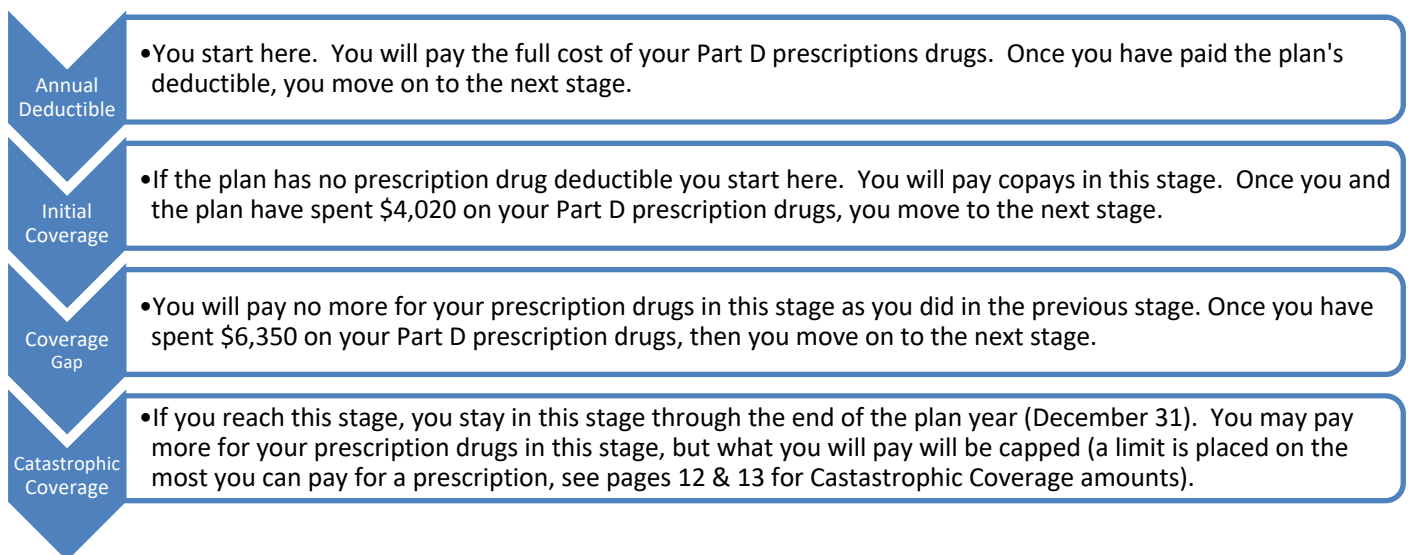 Annual
Deductible
•You start here.  You will pay the full cost of your Part D prescriptions drugs.  Once you have paid the plan's
deductible, you move on to the next stage.
Initial
Coverage
•If the plan has no prescription drug deductible you start here.  You will pay copays in this stage.  Once you and
the plan have spent $4,020 on your Part D prescription drugs, you move to the next stage.
Coverage
Gap
•You will pay no more for your prescription drugs in this stage as you did in the previous stage. Once you have
spent $6,350 on your Part D prescription drugs, then you move on to the next stage.
Catastrophic
Coverage
•If you reach this stage, you stay in this stage through the end of the plan year (December 31).  You may pay
more for your prescription drugs in this stage, but what you will pay will be capped (a limit is placed on the
most you can pay for a prescription, see pages 12 & 13 for Castastrophic Coverage amounts).